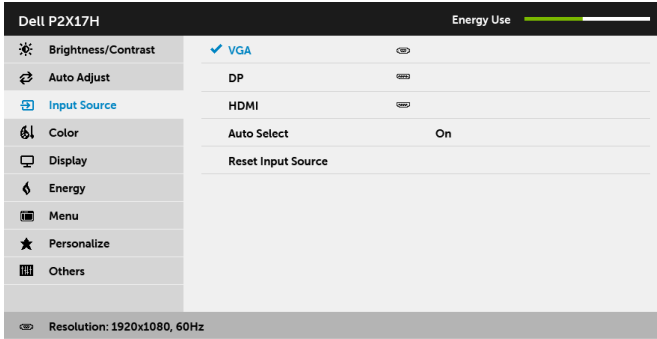 Dell P2X17H Energy Use
Brightness/Contrast VGA
Auto Adjust DP
Input Source HDMI
Color Auto Select On
Display Reset Input Source
Energy
Menu
Personalize
Others
Resolution: 1920x1080, 60Hz